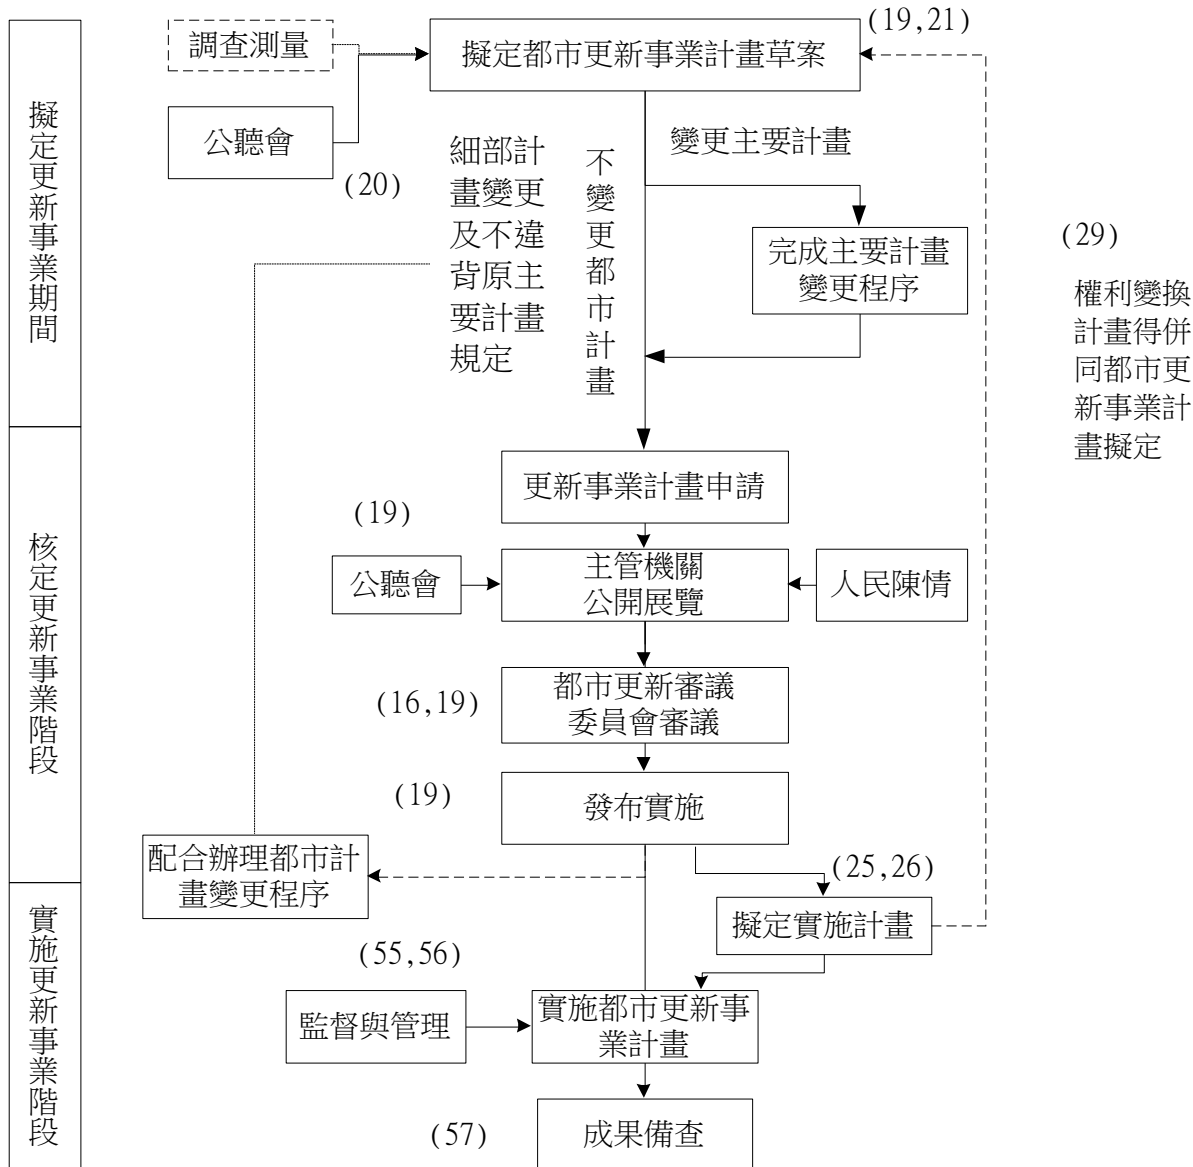 擬定更新事業期間
核定更新事業階段
實施更新事業階段
調查測量
擬定都市更新事業計畫草案
(19,21)
公聽會
(20)
細部計
畫變更
及不違
背原主
要計畫
規定
不變更都市計畫
變更主要計畫
完成主要計畫
變更程序
(29)
權利變換
計畫得併
同都市更
新事業計
畫擬定
更新事業計畫申請
(19)
公聽會
主管機關
公開展覽
人民陳情
(16,19)
都市更新審議
委員會審議
(19)
發布實施
配合辦理都市計
畫變更程序
(25,26)
擬定實施計畫
(55,56)
監督與管理
實施都市更新事
業計畫
(57)
成果備查